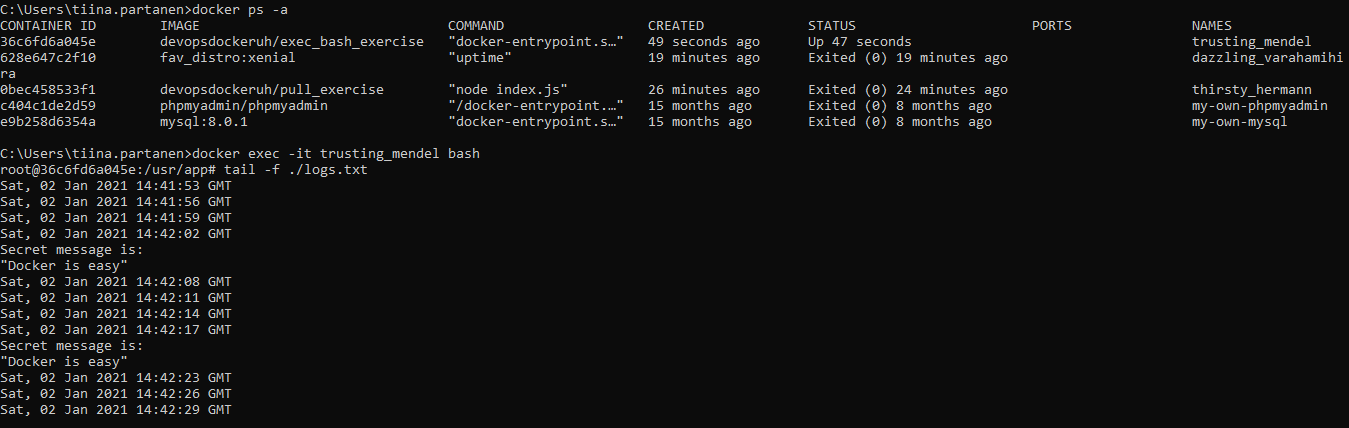 C:\Users\tiina.partanen>docker ps -a
CONTAINER ID        IMAGE                               COMMAND                  CREATED             STATUS                      PORTS               NAMES
36c6fd6a045e        devopsdockeruh/exec_bash_exercise   "docker-entrypoint.s…"   49 seconds ago      Up 47 seconds                                   trusting_mendel
628e647c2f10        fav_distro:xenial                   "uptime"                 19 minutes ago      Exited (0) 19 minutes ago                       dazzling_varahamihi
ra
0bec458533f1        devopsdockeruh/pull_exercise        "node index.js"          26 minutes ago      Exited (0) 24 minutes ago                       thirsty_hermann
c404c1de2d59        phpmyadmin/phpmyadmin               "/docker-entrypoint.…"   15 months ago       Exited (0) 8 months ago                         my-own-phpmyadmin
e9b258d6354a        mysql:8.0.1                         "docker-entrypoint.s…"   15 months ago       Exited (0) 8 months ago                         my-own-mysql
C:\Users\tiina.partanen>docker exec -it trusting_mendel bash
root@36c6fd6a045e:/usr/app# tail -f ./logs.txt
Sat, 02 Jan 2021 14:41:53 GMT
Sat, 02 Jan 2021 14:41:56 GMT
Sat, 02 Jan 2021 14:41:59 GMT
Sat, 02 Jan 2021 14:42:02 GMT
Secret message is:
"Docker is easy"
Sat, 02 Jan 2021 14:42:08 GMT
Sat, 02 Jan 2021 14:42:11 GMT
Sat, 02 Jan 2021 14:42:14 GMT
Sat, 02 Jan 2021 14:42:17 GMT
Secret message is:
"Docker is easy"
Sat, 02 Jan 2021 14:42:23 GMT
Sat, 02 Jan 2021 14:42:26 GMT
Sat, 02 Jan 2021 14:42:29 GMT